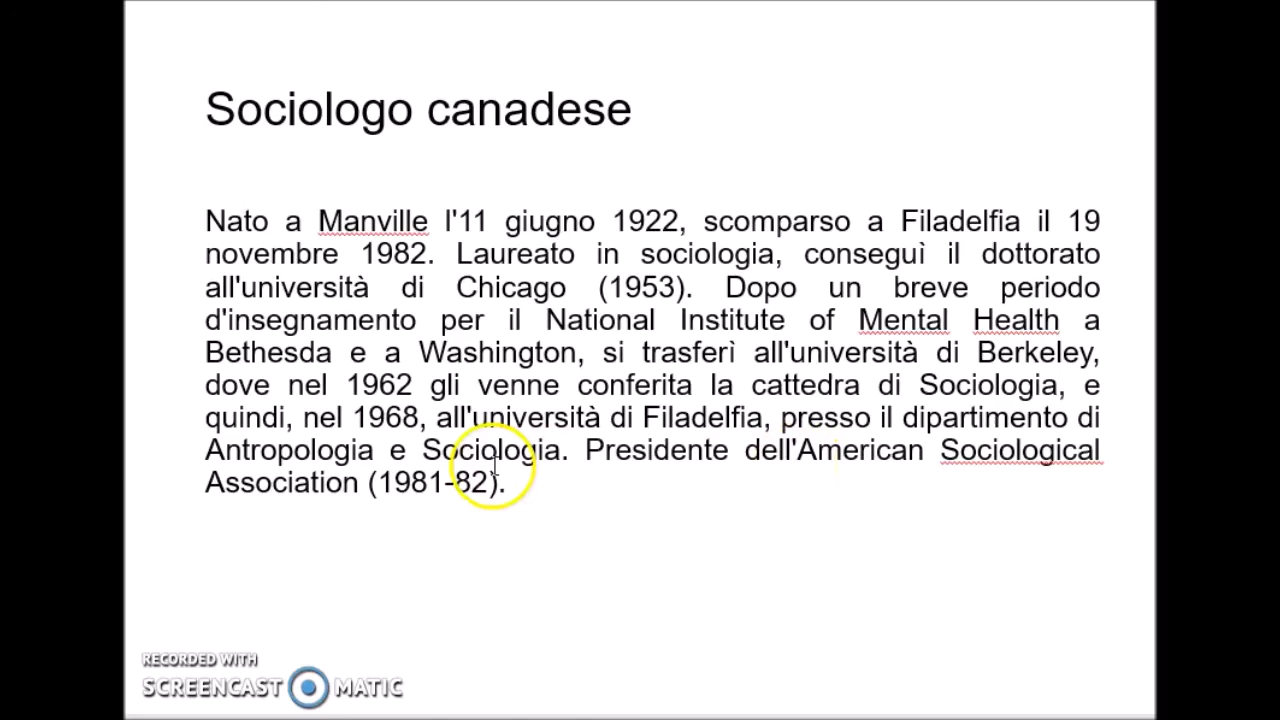 Sociologo canadese
Nato a Manville l'11 giugno 1922, scomparso a Filadelfia il 19
novembre 1982. Laureato in sociologia, conseguì il dottorato
all'università di Chicago (1953). Dopo un breve periodo
d'insegnamento per il National Institute of Mental Health a
Bethesda e a Washington, si trasferì all'università di Berkeley,
dove nel 1962 gli venne conferita la cattedra di Sociologia, e
quindi, nel 1968, all'università di Filadelfia, presso il dipartimento di
Antropologia e Sociologia. Presidente dell'American Sociological
Association (1981-82).
RECORDED WITH
SCREENCAST MATIC